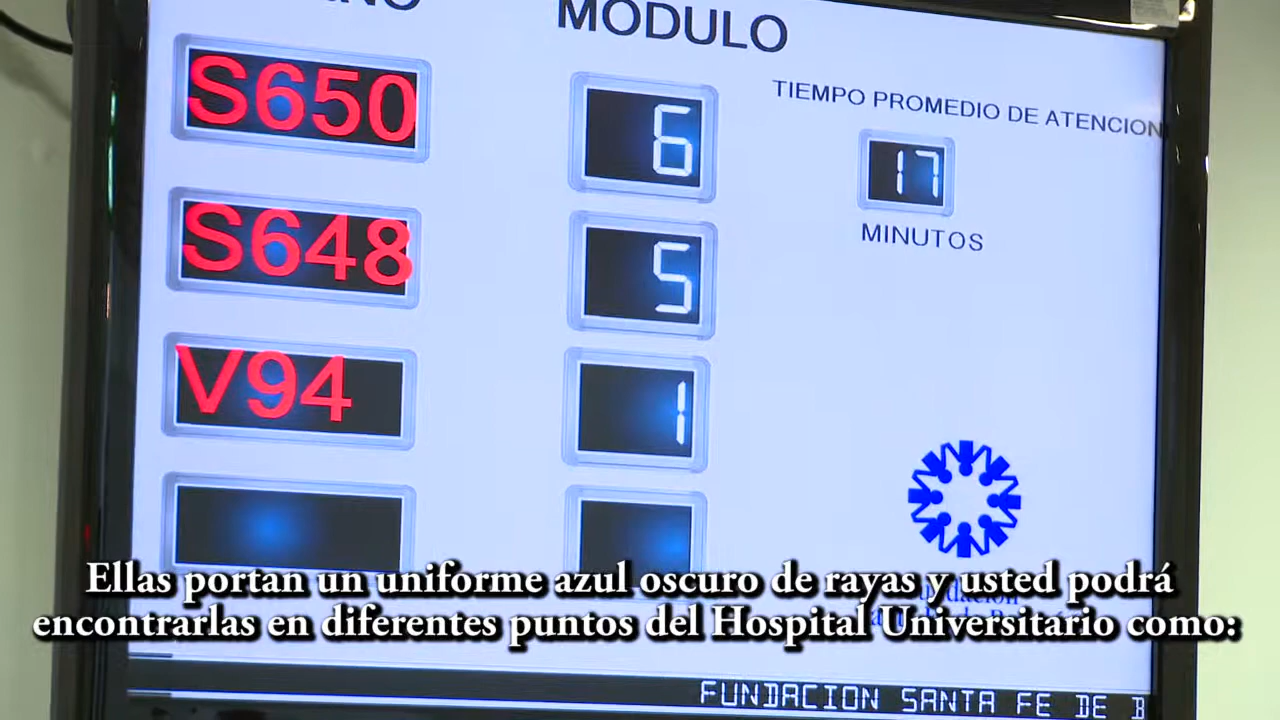 MODULO
S650
6
TIEMPO PROMEDIO DE ATENCION
17
MINUTOS
S648
5
V94
1
Ellas portan un uniforme azul oscuro de rayas y usted podrá
encontrarlas en diferentes puntos del Hospital Universitario como:
FUNDACION SANTA FE DE B